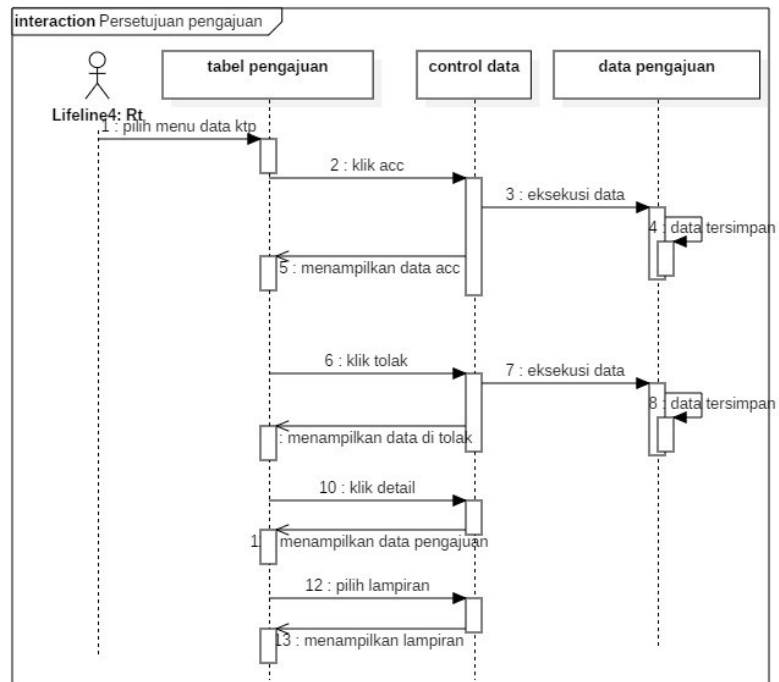 interaction Persetujuan pengajuan
tabel pengajuan
control data
data pengajuan
Lifeline4: Rt
1 : pilih menu data ktp
2 : klik acc
3 : eksekusi data
4 : data tersimpan
5 : menampilkan data acc
6 : klik tolak
7 : eksekusi data
8 : data tersimpan
: menampilkan data di tolak
10 : klik detail
1 menampilkan data pengajuan
12 : pilih lampiran
13 : menampilkan lampiran